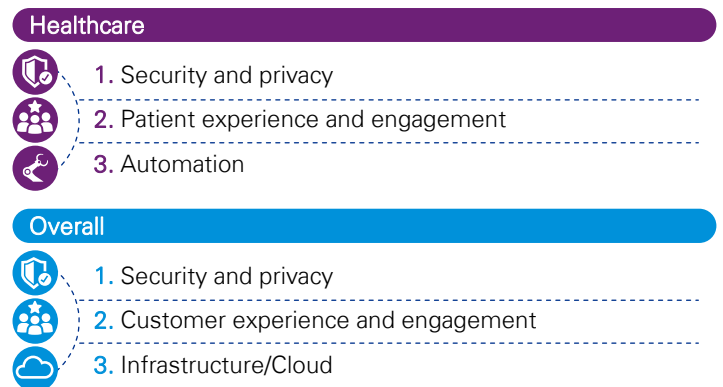 Healthcare
1. Security and privacy
2. Patient experience and engagement
3. Automation
Overall
1. Security and privacy
2. Customer experience and engagement
3. Infrastructure/Cloud